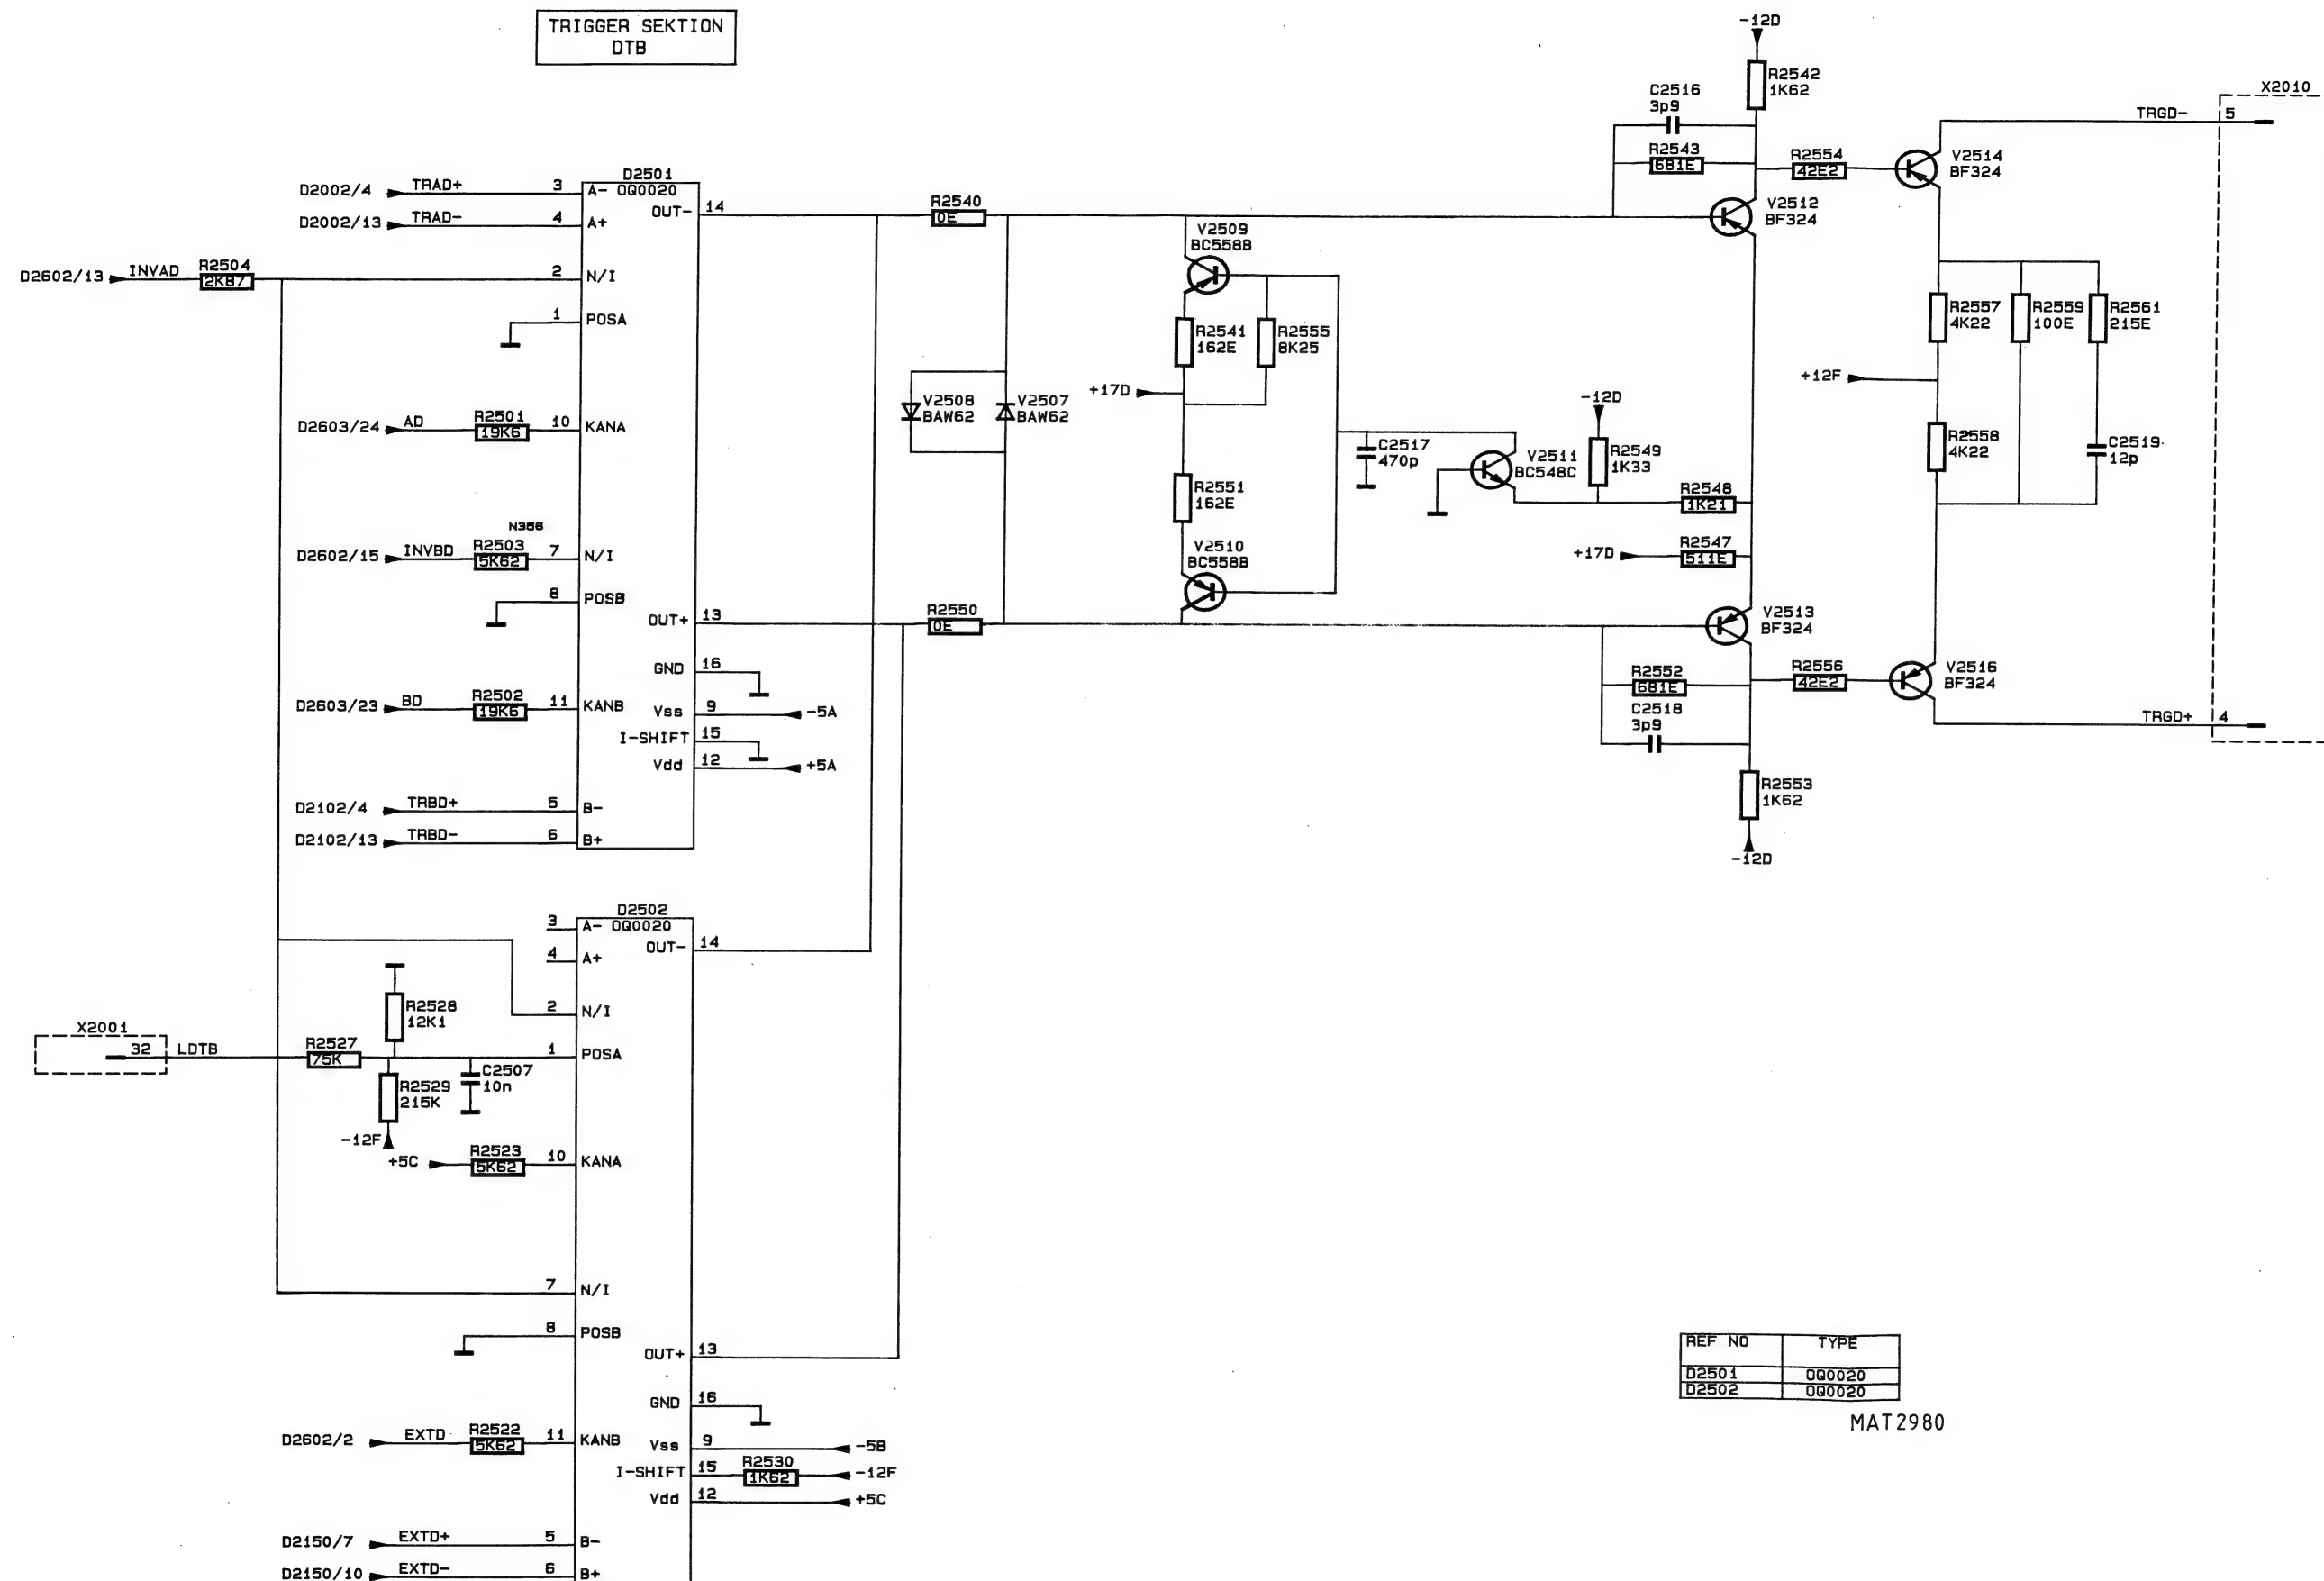 TRIGGER SEKTION
DTB
-12D
R2542
1K62
C2516
3p9
X2010
TRGD-
5
R2543
681E
R2554
42E2
V2514
BF324
D2501
D2002/4
TRAD+
3
A-
OQ0020
OUT-
14
R2540
0E
V2512
BF324
D2002/13
TRAD-
4
A+
V2509
BC558B
D2602/13
INVAD
R2504
2K87
2
N/I
1
POSA
R2541
162E
R2555
8K25
R2557
4K22
R2559
100E
R2561
215E
+17D
+12F
V2508
BAW62
V2507
BAW62
-12D
D2603/24
AD
R2501
19K6
10
KANA
C2517
470p
V2511
BC548C
R2549
1K33
R2558
4K22
C2519
12p
R2551
162E
R2548
1K21
N356
D2602/15
INVBD
R2503
5K62
7
N/I
V2510
BC558B
+17D
R2547
511E
8
POSB
OUT+
13
R2550
0E
V2513
BF324
GND
16
R2552
681E
R2556
42E2
V2516
BF324
D2603/23
BD
R2502
19K6
11
KANB
Vss
9
-5A
C2518
3p9
TRGD+
4
I-SHIFT
15
Vdd
12
+5A
R2553
1K62
D2102/4
TRBD+
5
B-
D2102/13
TRBD-
6
B+
-12D
D2502
3
A-
OQ0020
OUT-
14
4
A+
R2528
12K1
2
N/I
X2001
32
LDTB
R2527
75K
1
POSA
R2529
215K
C2507
10n
-12F
+5C
R2523
5K62
10
KANA
7
N/I
8
POSB
OUT+
13
REF NO
TYPE
D2501
OQ0020
D2502
OQ0020
MAT2980
GND
16
D2602/2
EXTD
R2522
5K62
11
KANB
Vss
9
-5B
I-SHIFT
15
R2530
1K62
-12F
Vdd
12
+5C
D2150/7
EXTD+
5
B-
D2150/10
EXTD-
6
B+